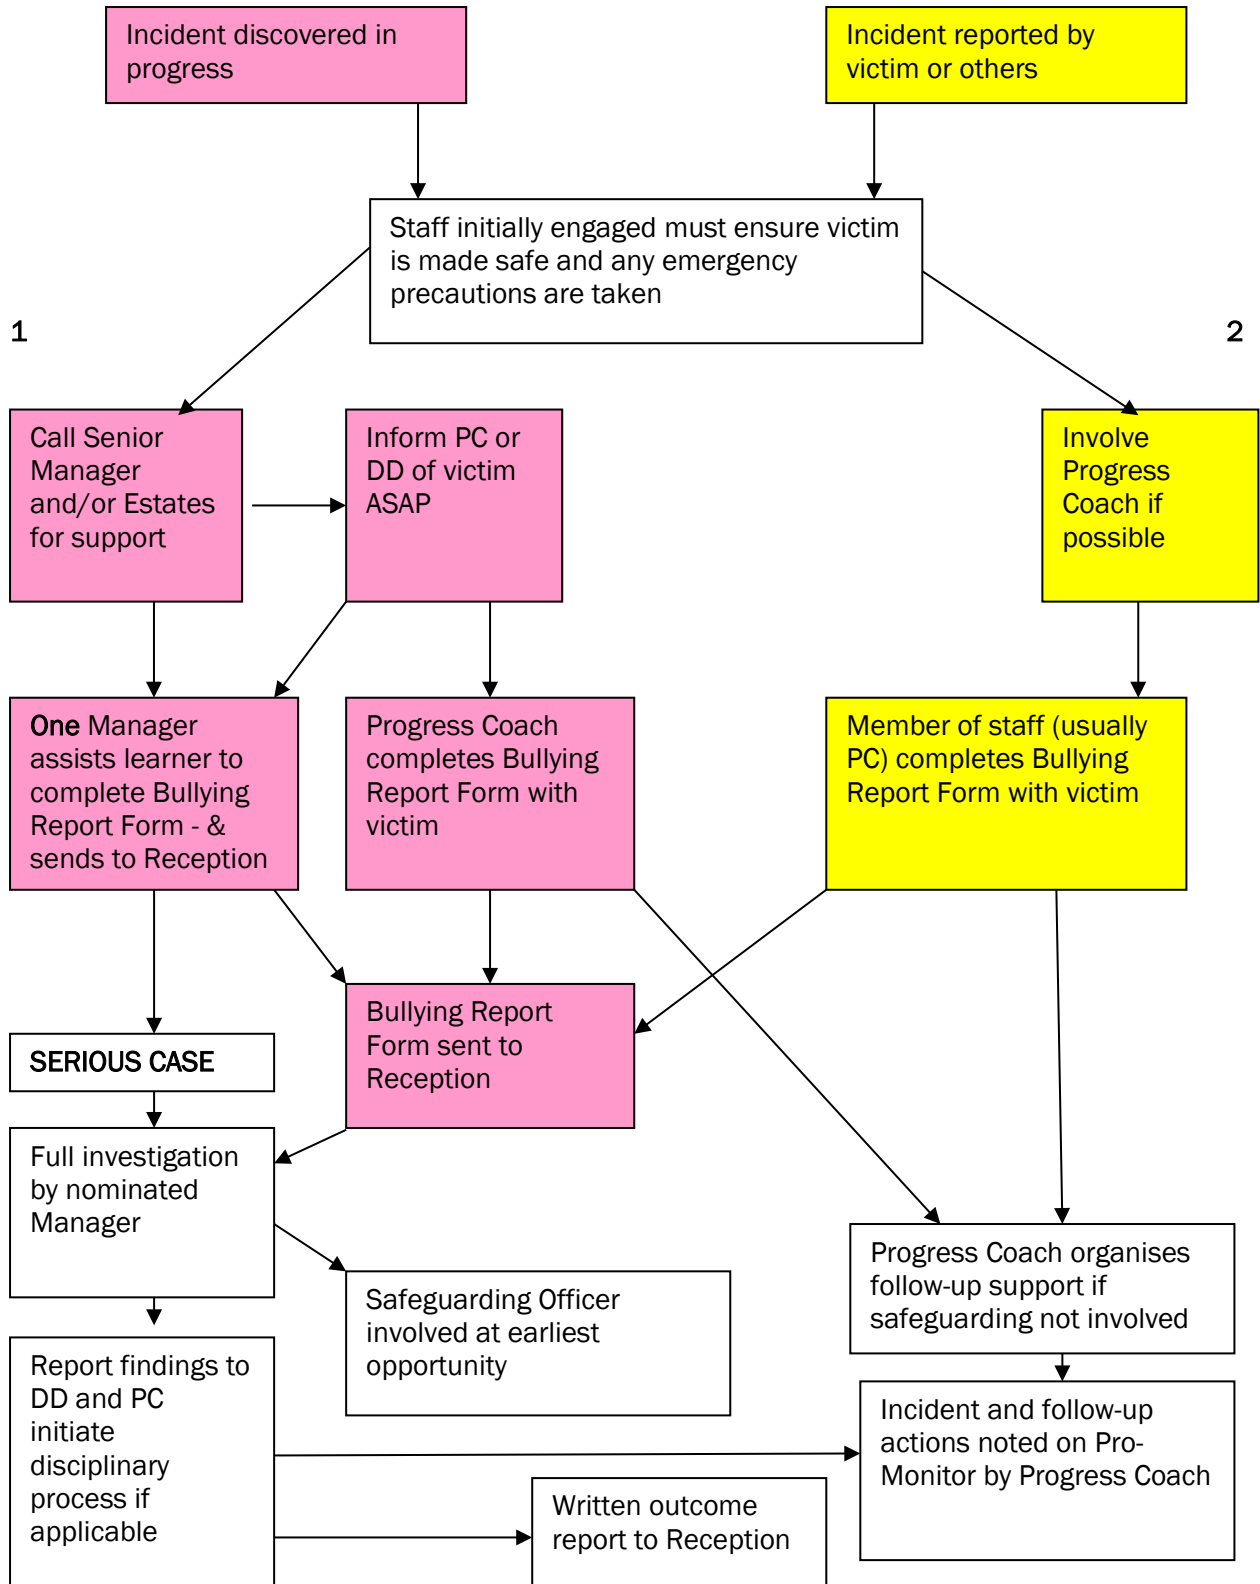 Incident discovered in
progress
Incident reported by
victim or others
Staff initially engaged must ensure victim
is made safe and any emergency
precautions are taken
1
2
Call Senior
Manager
and/or Estates
for support
Inform PC or
DD of victim
ASAP
Involve
Progress
Coach if
possible
One Manager
assists learner to
complete Bullying
Report Form - &
sends to Reception
Progress Coach
completes Bullying
Report Form with
victim
Member of staff (usually
PC) completes Bullying
Report Form with victim
Bullying Report
Form sent to
Reception
SERIOUS CASE
Full investigation
by nominated
Manager
Safeguarding Officer
involved at earliest
opportunity
Progress Coach organises
follow-up support if
safeguarding not involved
Report findings to
DD and PC
initiate
disciplinary
process if
applicable
Incident and follow-up
actions noted on Pro-
Monitor by Progress Coach
Written outcome
report to Reception